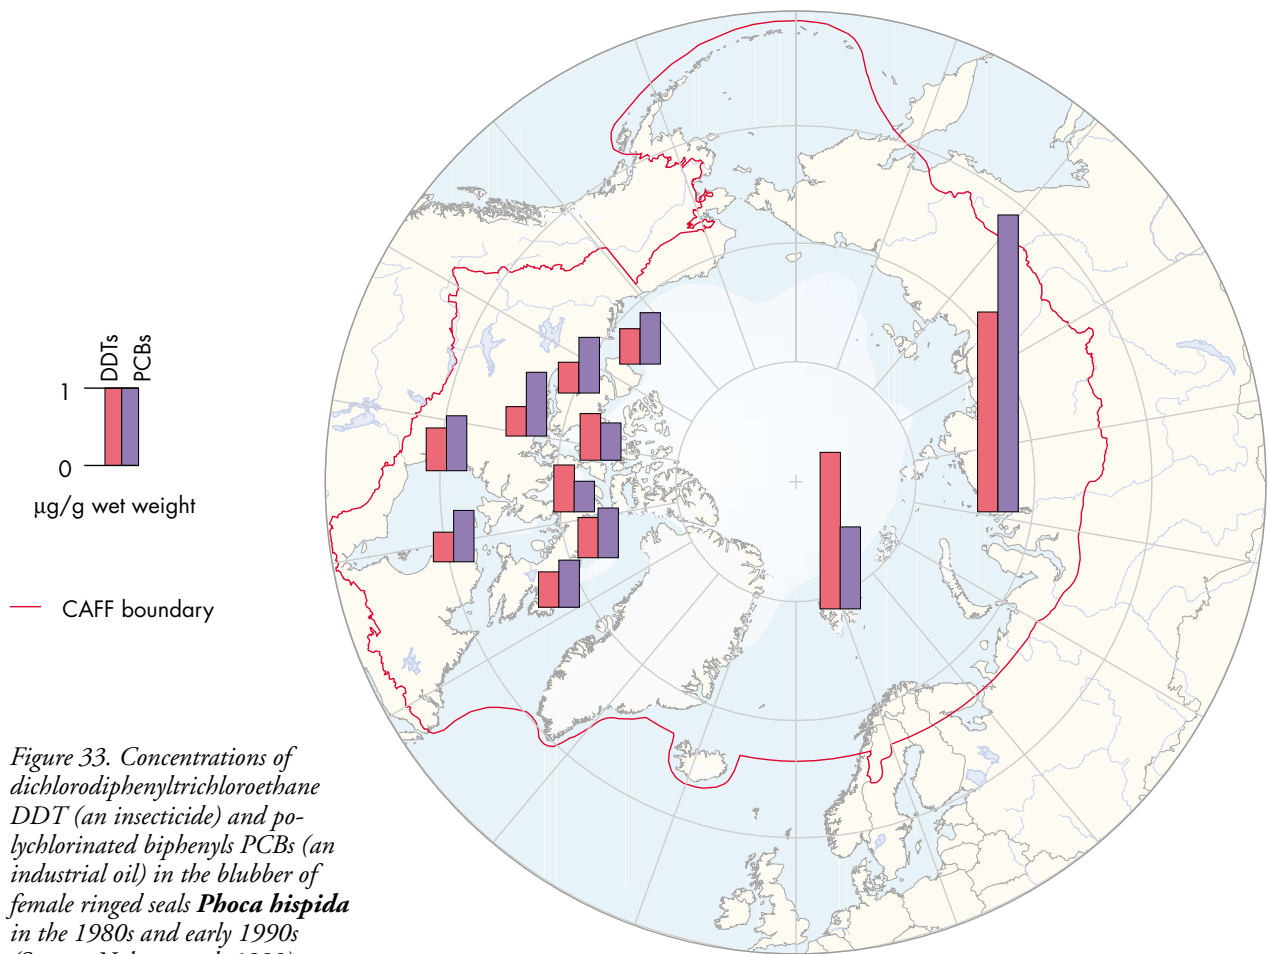 DDTs
PCBs
1
0
µg/g wet weight
CAFF boundary
Figure 33. Concentrations of
dichlorodiphenyltrichloroethane
DDT (an insecticide) and po-
lychlorinated biphenyls PCBs (an
industrial oil) in the blubber of
female ringed seals Phoca hispida
in the 1980s and early 1990s